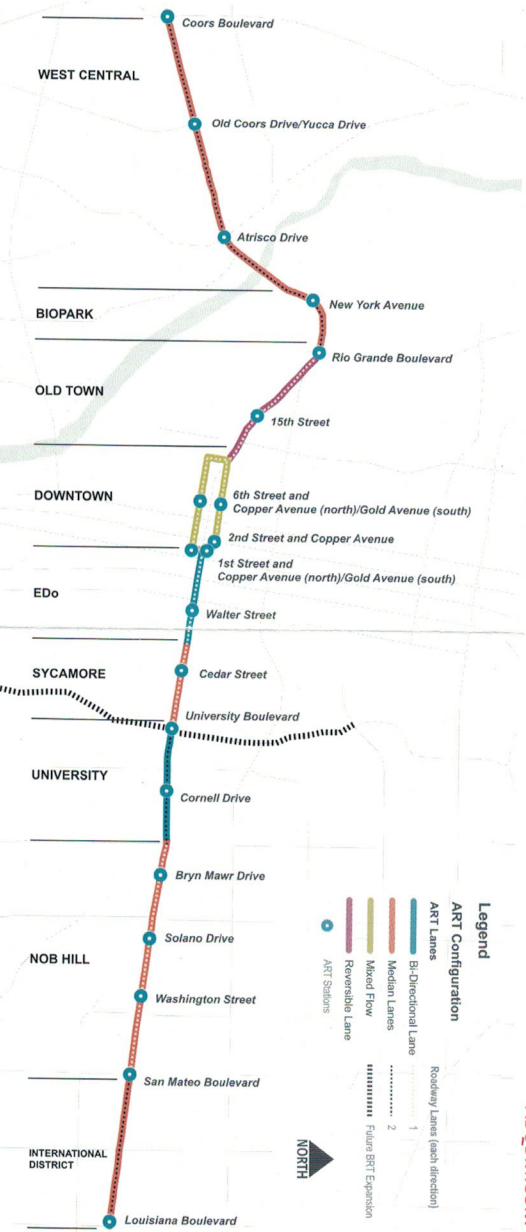 Coors Boulevard
WEST CENTRAL
Old Coors Drive/Yucca Drive
Atrisco Drive
New York Avenue
BIOPARK
Rio Grande Boulevard
OLD TOWN
15th Street
DOWNTOWN
6th Street and
Copper Avenue (north)/Gold Avenue (south)
2nd Street and Copper Avenue
1st Street and
Copper Avenue (north)/Gold Avenue (south)
EDo
Walter Street
SYCAMORE
Cedar Street
University Boulevard
UNIVERSITY
Cornell Drive
Bryn Mawr Drive
Solano Drive
NOB HILL
Washington Street
San Mateo Boulevard
INTERNATIONAL
DISTRICT
Louisiana Boulevard
Legend
ART Configuration
ART Lanes
Bi-Directional Lane
Median Lanes
Mixed Flow
Reversible Lane
ART Stations
Roadway Lanes (each direction)
1
2
Future BRT Expansion
NORTH